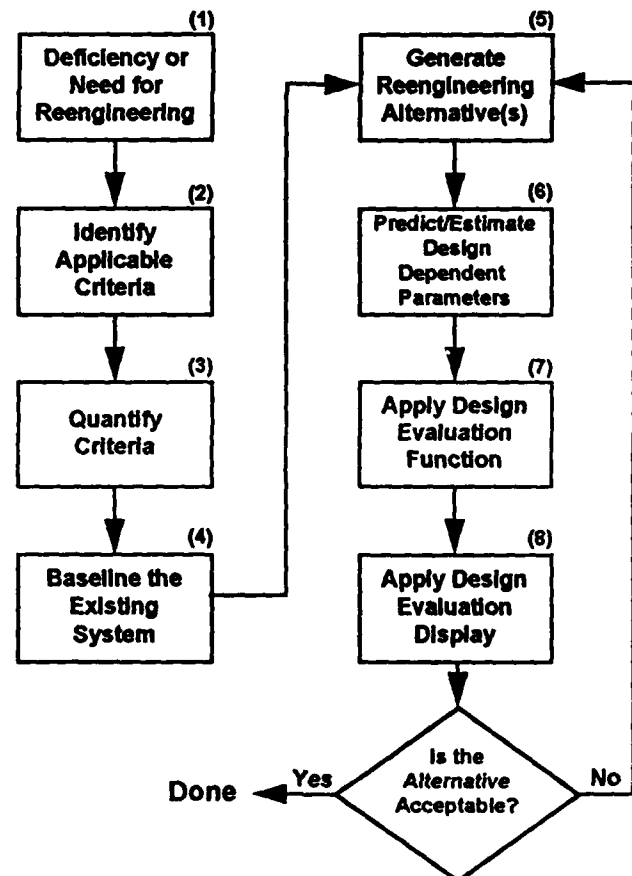 (1)
Deficiency or
Need for
Reengineering
(2)
Identify
Applicable
Criteria
(3)
Quantify
Criteria
(4)
Baseline the
Existing
System
(5)
Generate
Reengineering
Alternative(s)
(6)
Predict/Estimate
Design
Dependent
Parameters
(7)
Apply Design
Evaluation
Function
(8)
Apply Design
Evaluation
Display
Is the
Alternative
Acceptable?
Yes
Done
No